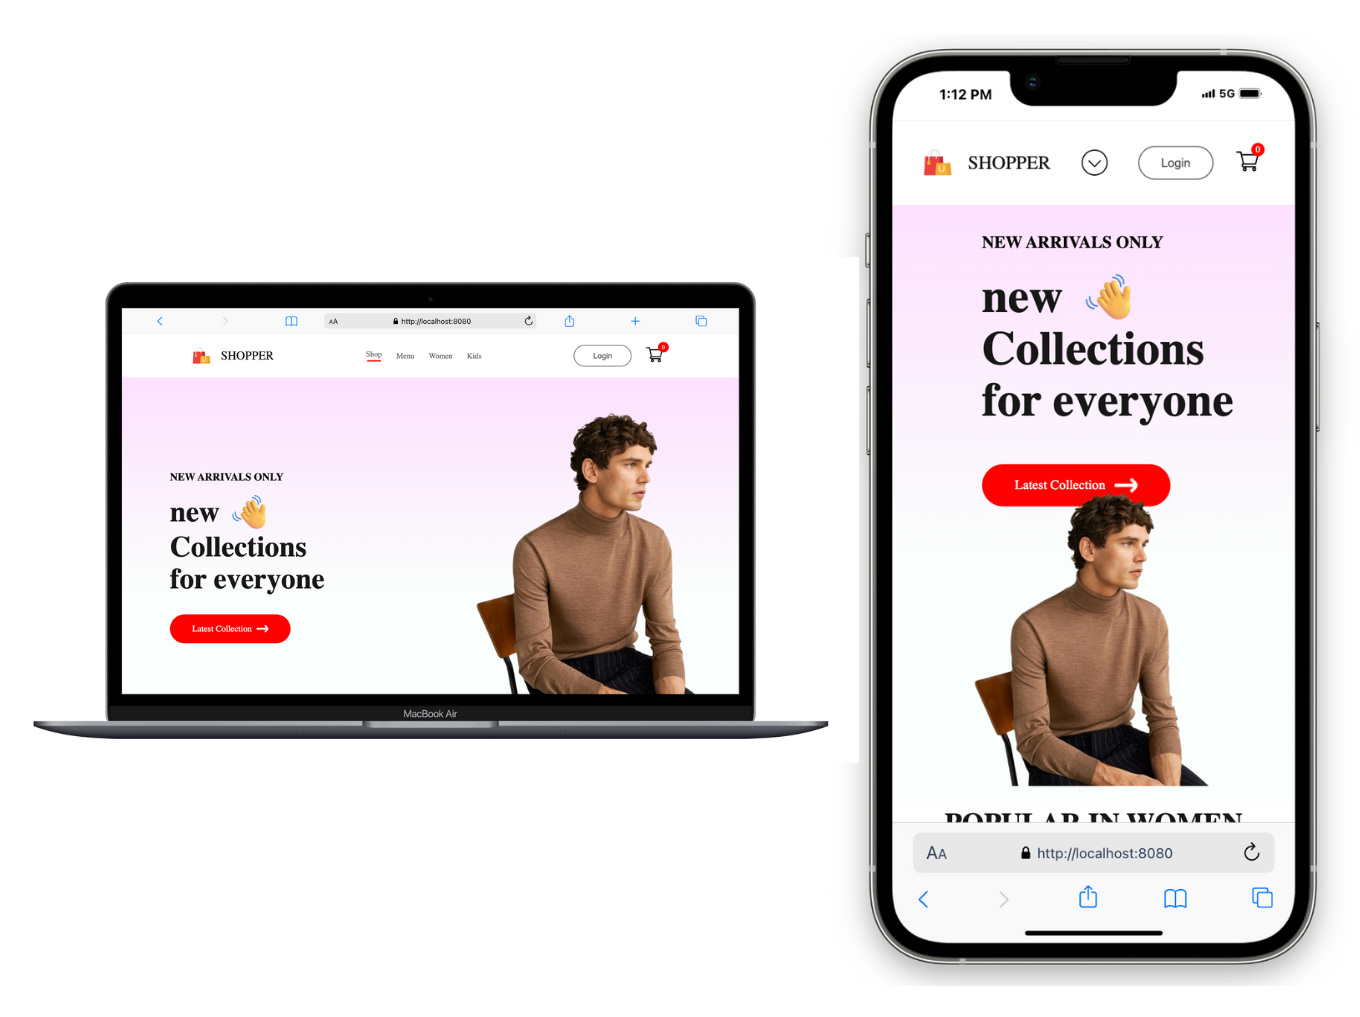 AA http://localhost:8080
SHOPPER Shop Menu Women Kids Login 0
NEW ARRIVALS ONLY
new
Collections
for everyone
Latest Collection
MacBook Air
1:12 PM 5G
SHOPPER Login 0
NEW ARRIVALS ONLY
new
Collections
for everyone
Latest Collection
POPULAR IN WOMEN
AA http://localhost:8080